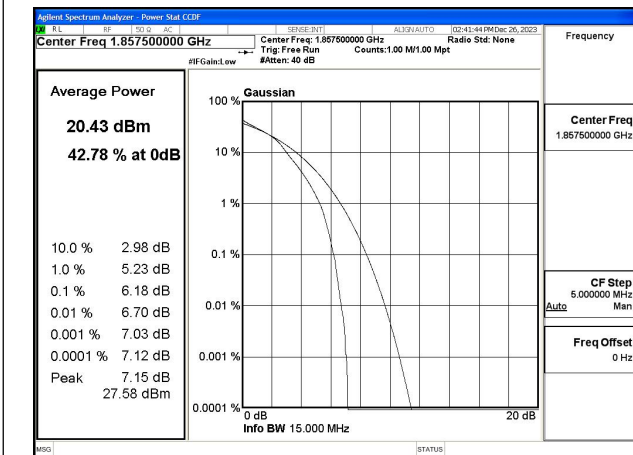 Agilent Spectrum Analyzer - Power Stat CCDF
RL RF 50 Ω AC SENSE:INT ALIGN AUTO 02:41:44 PM Dec 26, 2023
Center Freq 1.857500000 GHz
Center Freq: 1.857500000 GHz Radio Std: None
Trig: Free Run Counts:1.00 M/1.00 Mpt
#IFGain:Low #Atten: 40 dB
Frequency
Average Power
20.43 dBm
42.78 % at 0dB
10.0 % 2.98 dB
1.0 % 5.23 dB
0.1 % 6.18 dB
0.01 % 6.70 dB
0.001 % 7.03 dB
0.0001 % 7.12 dB
Peak 7.15 dB
27.58 dBm
Gaussian
100 %
10 %
1 %
0.1 %
0.01 %
0.001 %
0.0001 %
0 dB 20 dB
Info BW 15.000 MHz
Center Freq
1.857500000 GHz
CF Step
5.000000 MHz
Auto Man
Freq Offset
0 Hz
MSG STATUS